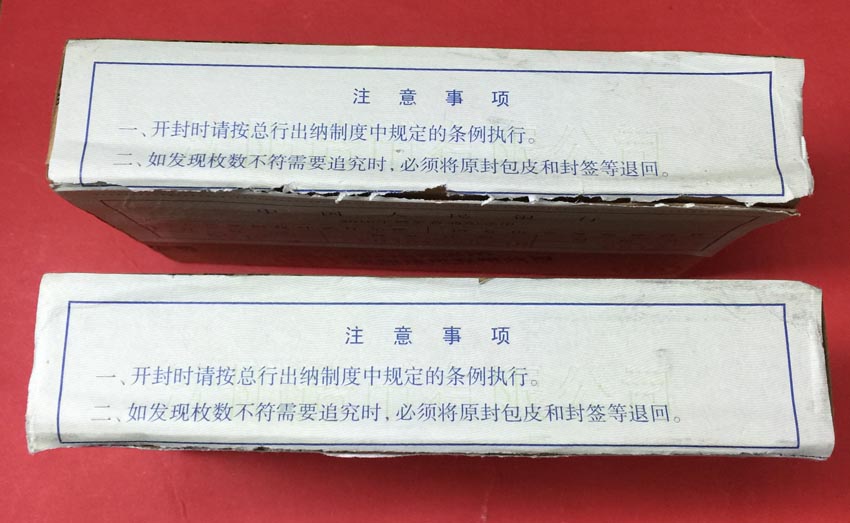 注意事项
一、开封时请按总行出纳制度中规定的条例执行。
二、如发现枚数不符需要追究时，必须将原封包皮和封签等退回。
注意事项
一、开封时请按总行出纳制度中规定的条例执行。
二、如发现枚数不符需要追究时，必须将原封包皮和封签等退回。